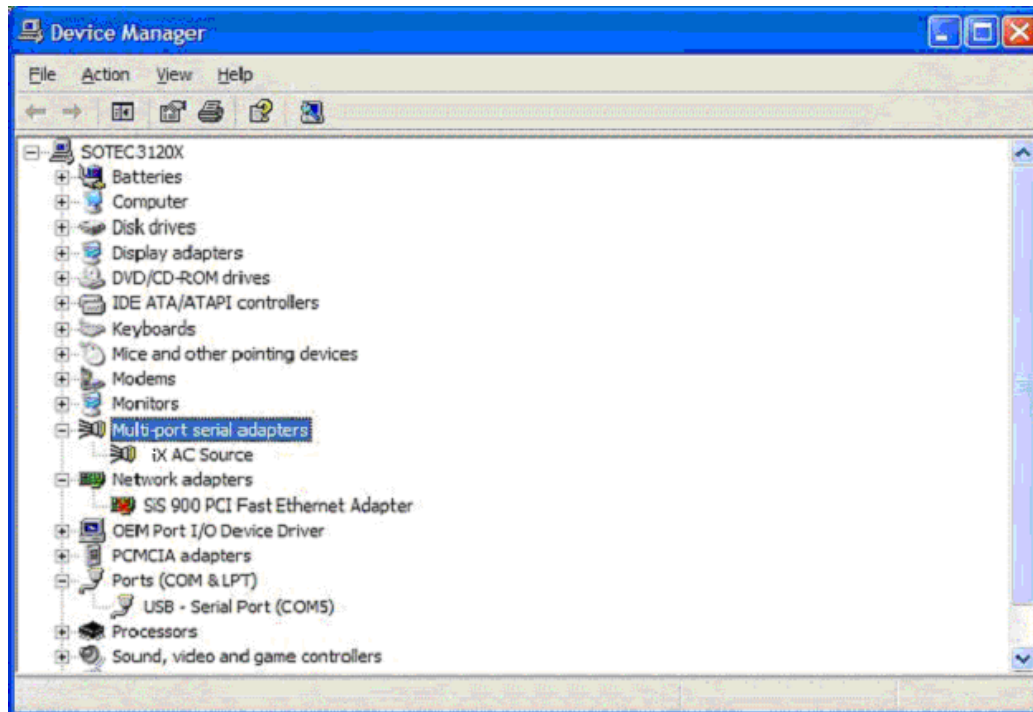 Device Manager
File Action View Help
SOTEC3120X
Batteries
Computer
Disk drives
Display adapters
DVD/CD-ROM drives
IDE ATA/ATAPI controllers
Keyboards
Mice and other pointing devices
Modems
Monitors
Multi-port serial adapters
iX AC Source
Network adapters
SiS 900 PCI Fast Ethernet Adapter
OEM Port I/O Device Driver
PCMCIA adapters
Ports (COM & LPT)
USB - Serial Port (COM5)
Processors
Sound, video and game controllers